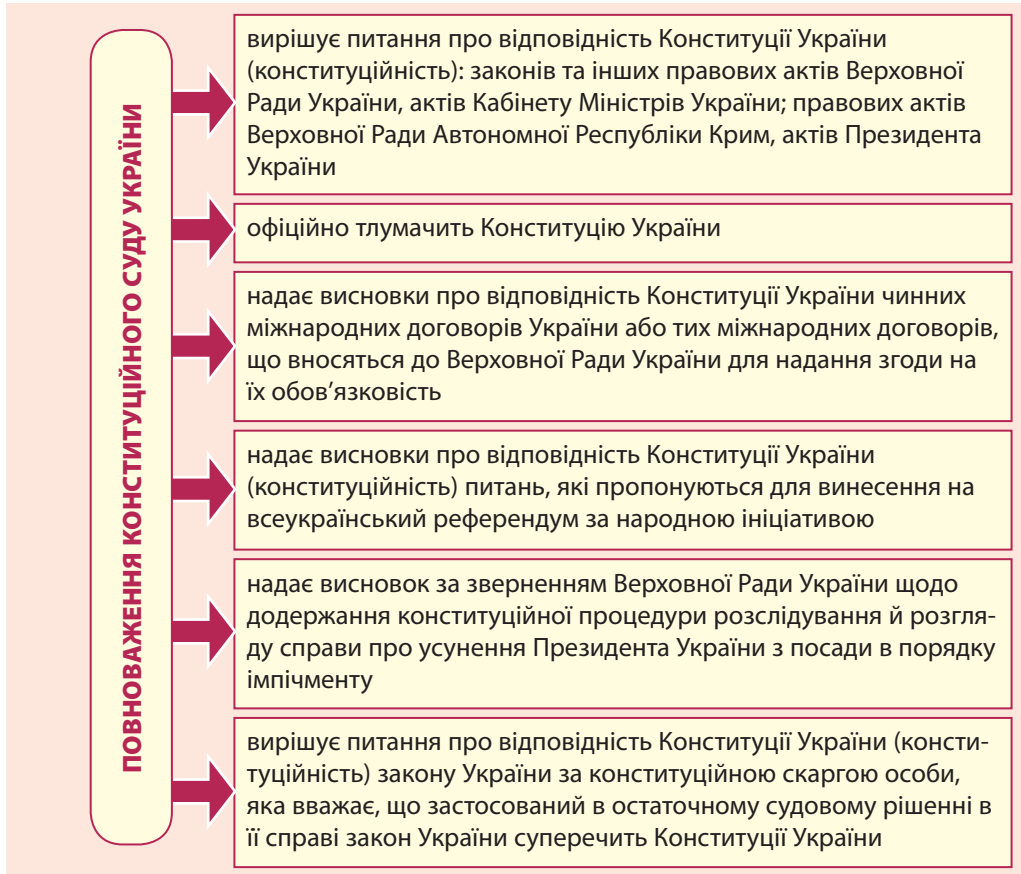 ПОВНОВАЖЕННЯ КОНСТИТУЦІЙНОГО СУДУ УКРАЇНИ
вирішує питання про відповідність Конституції України
(конституційність): законів та інших правових актів Верховної
Ради України, актів Кабінету Міністрів України; правових актів
Верховної Ради Автономної Республіки Крим, актів Президента
України
офіційно тлумачить Конституцію України
надає висновки про відповідність Конституції України чинних
міжнародних договорів України або тих міжнародних договорів,
що вносяться до Верховної Ради України для надання згоди на
їх обов’язковість
надає висновки про відповідність Конституції України
(конституційність) питань, які пропонуються для винесення на
всеукраїнський референдум за народною ініціативою
надає висновок за зверненням Верховної Ради України щодо
додержання конституційної процедури розслідування й розгля-
ду справи про усунення Президента України з посади в порядку
імпічменту
вирішує питання про відповідність Конституції України (консти-
туційність) закону України за конституційною скаргою особи,
яка вважає, що застосований в остаточному судовому рішенні в
її справі закон України суперечить Конституції України